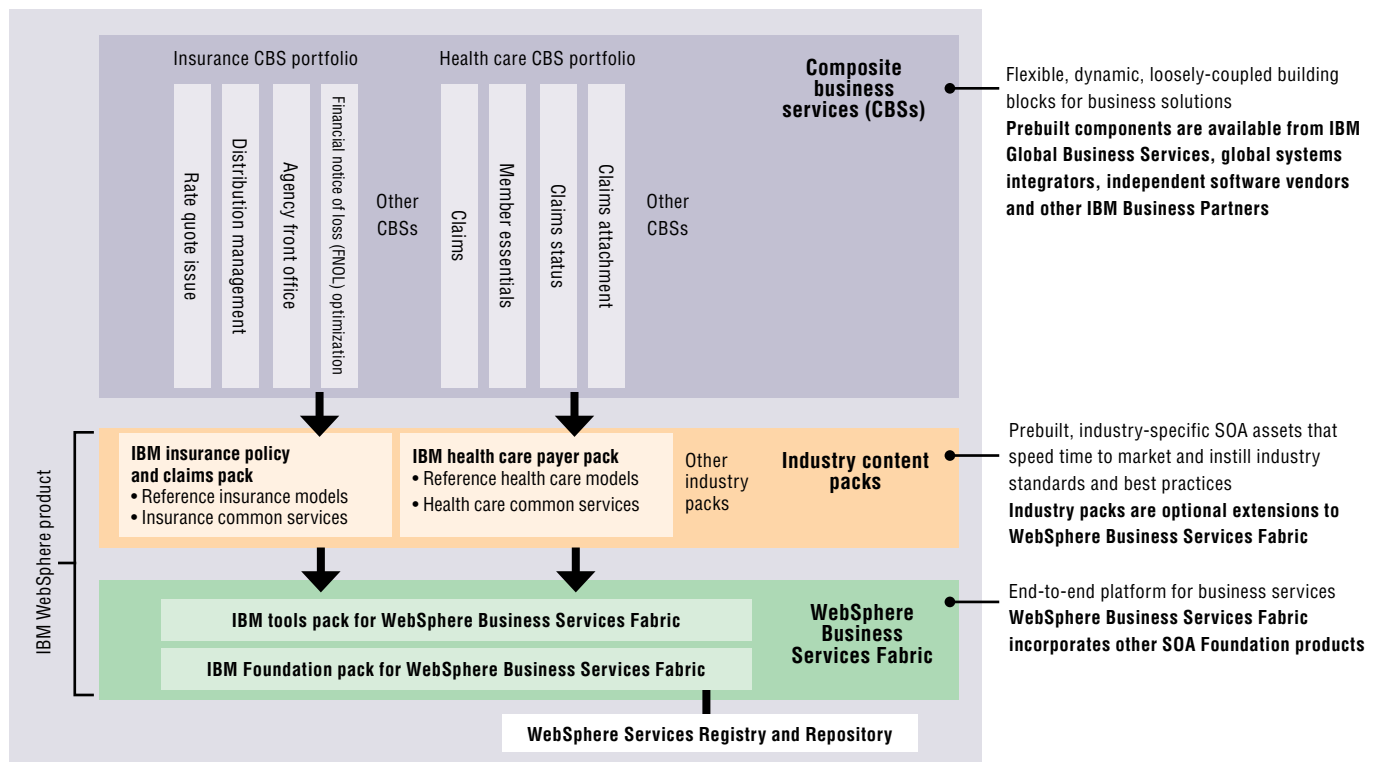 Insurance CBS portfolio
Health care CBS portfolio
Composite
business
services (CBSs)
Rate quote issue
Distribution management
Agency front office
Financial notice of loss (FNOL) optimization
Other
CBSs
Claims
Member essentials
Claims status
Claims attachment
Other
CBSs
Flexible, dynamic, loosely-coupled building
blocks for business solutions
Prebuilt components are available from IBM
Global Business Services, global systems
integrators, independent software vendors
and other IBM Business Partners
IBM WebSphere product
IBM insurance policy
and claims pack
• Reference insurance models
• Insurance common services
IBM health care payer pack
• Reference health care models
• Health care common services
Other
industry
packs
Industry content
packs
Prebuilt, industry-specific SOA assets that
speed time to market and instill industry
standards and best practices
Industry packs are optional extensions to
WebSphere Business Services Fabric
IBM tools pack for WebSphere Business Services Fabric
IBM Foundation pack for WebSphere Business Services Fabric
WebSphere
Business
Services Fabric
End-to-end platform for business services
WebSphere Business Services Fabric
incorporates other SOA Foundation products
WebSphere Services Registry and Repository